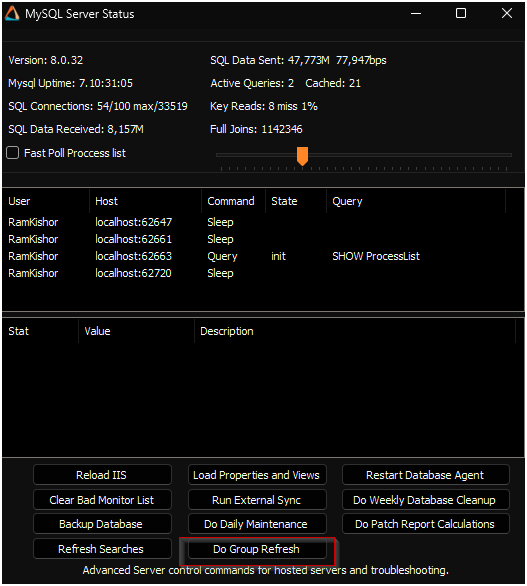 MySQL Server Status
Version: 8.0.32 SQL Data Sent: 47,773M 77,947bps
Mysql Uptime: 7.10:31:05 Active Queries: 2 Cached: 21
SQL Connections: 54/100 max/33519 Key Reads: 8 miss 1%
SQL Data Received: 8,157M Full Joins: 1142346
Fast Poll Proccess list
User Host Command State Query
RamKishor localhost:62647 Sleep
RamKishor localhost:62661 Sleep
RamKishor localhost:62663 Query init SHOW ProcessList
RamKishor localhost:62720 Sleep
Stat Value Description
Reload IIS Load Properties and Views Restart Database Agent
Clear Bad Monitor List Run External Sync Do Weekly Database Cleanup
Backup Database Do Daily Maintenance Do Patch Report Calculations
Refresh Searches Do Group Refresh
Advanced Server control commands for hosted servers and troubleshooting.